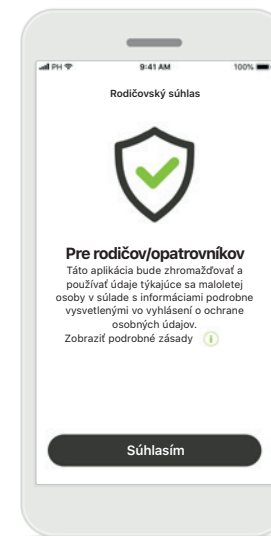 PH 9:41 AM 100%
Rodičovský súhlas
Pre rodičov/opatrovníkov
Táto aplikácia bude zhromažďovať a
používať údaje týkajúce sa maloletej
osoby v súlade s informáciami podrobne
vysvetlenými vo vyhlásení o ochrane
osobných údajov.
Zobraziť podrobné zásady
Súhlasím